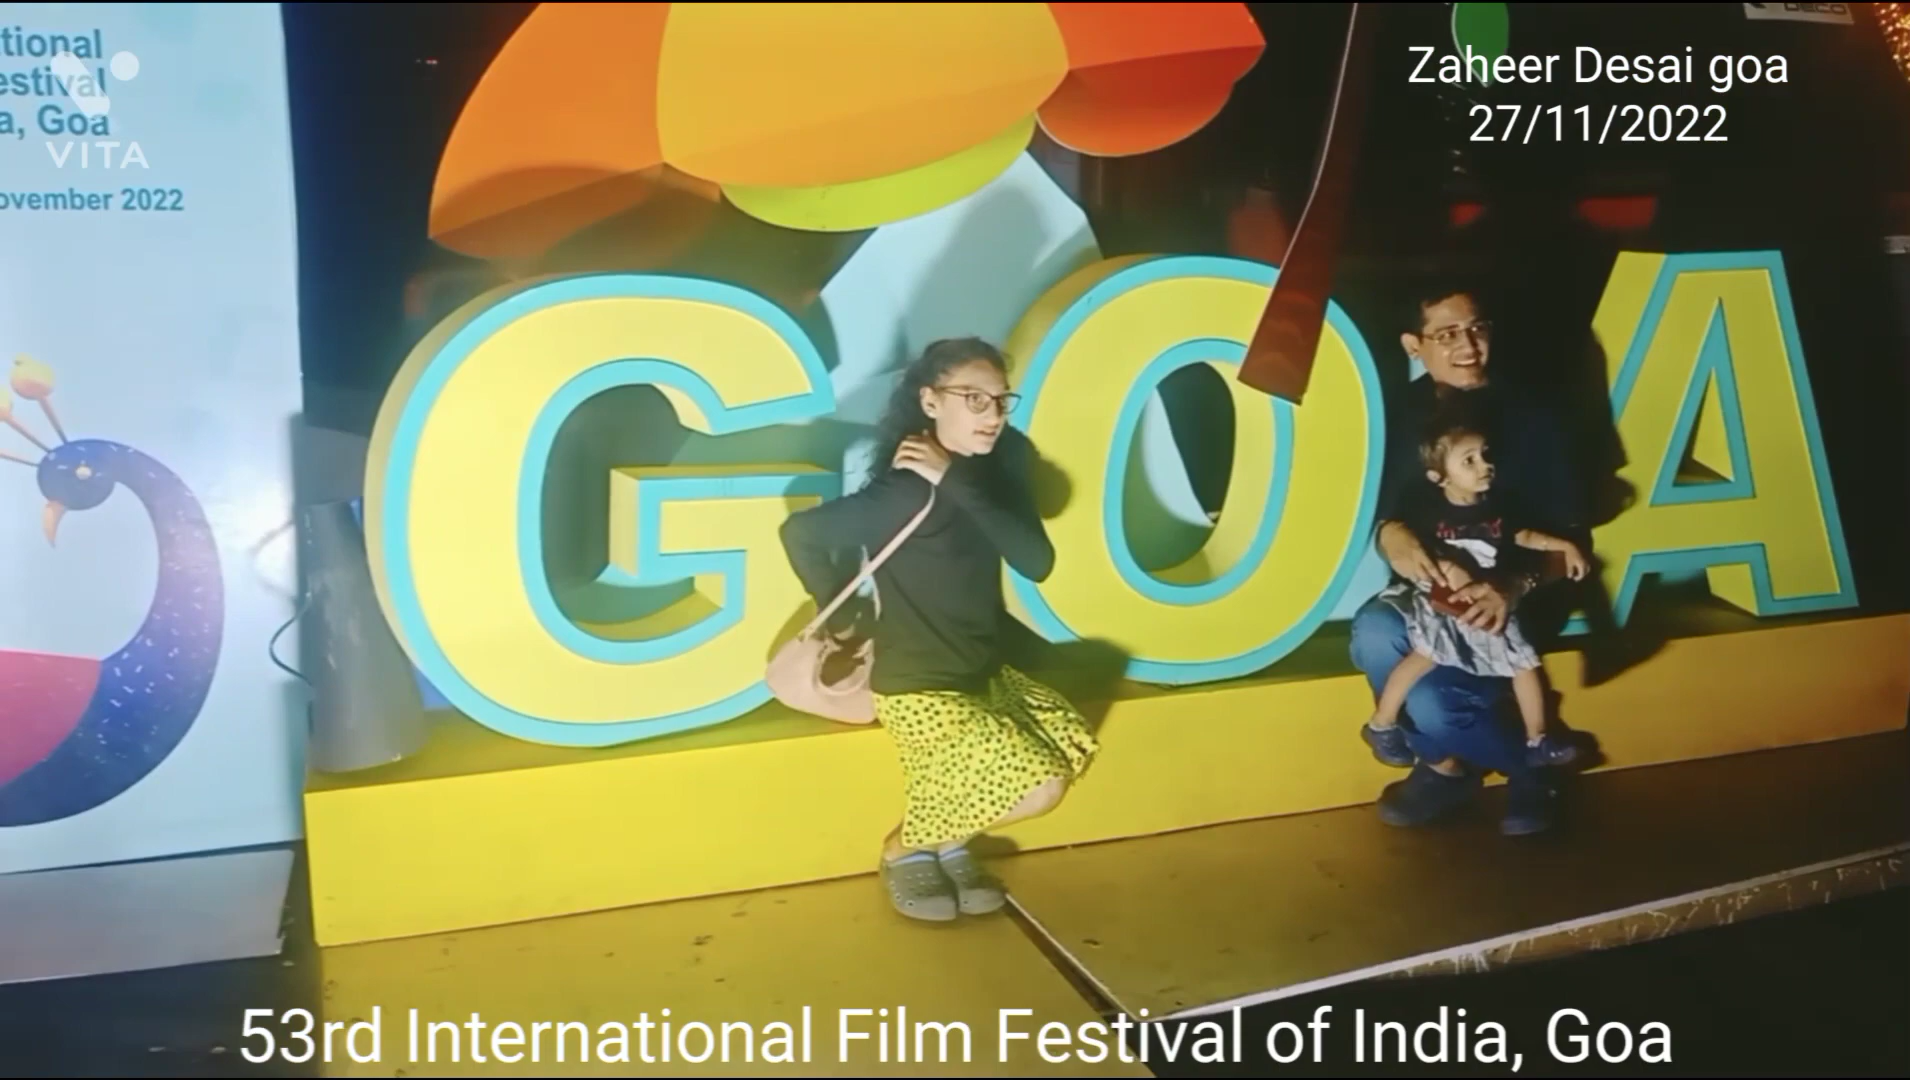 tional
estival
a, Goa
VITA
ovember 2022
DECO
Zaheer Desai goa
27/11/2022
GOA
53rd International Film Festival of India, Goa